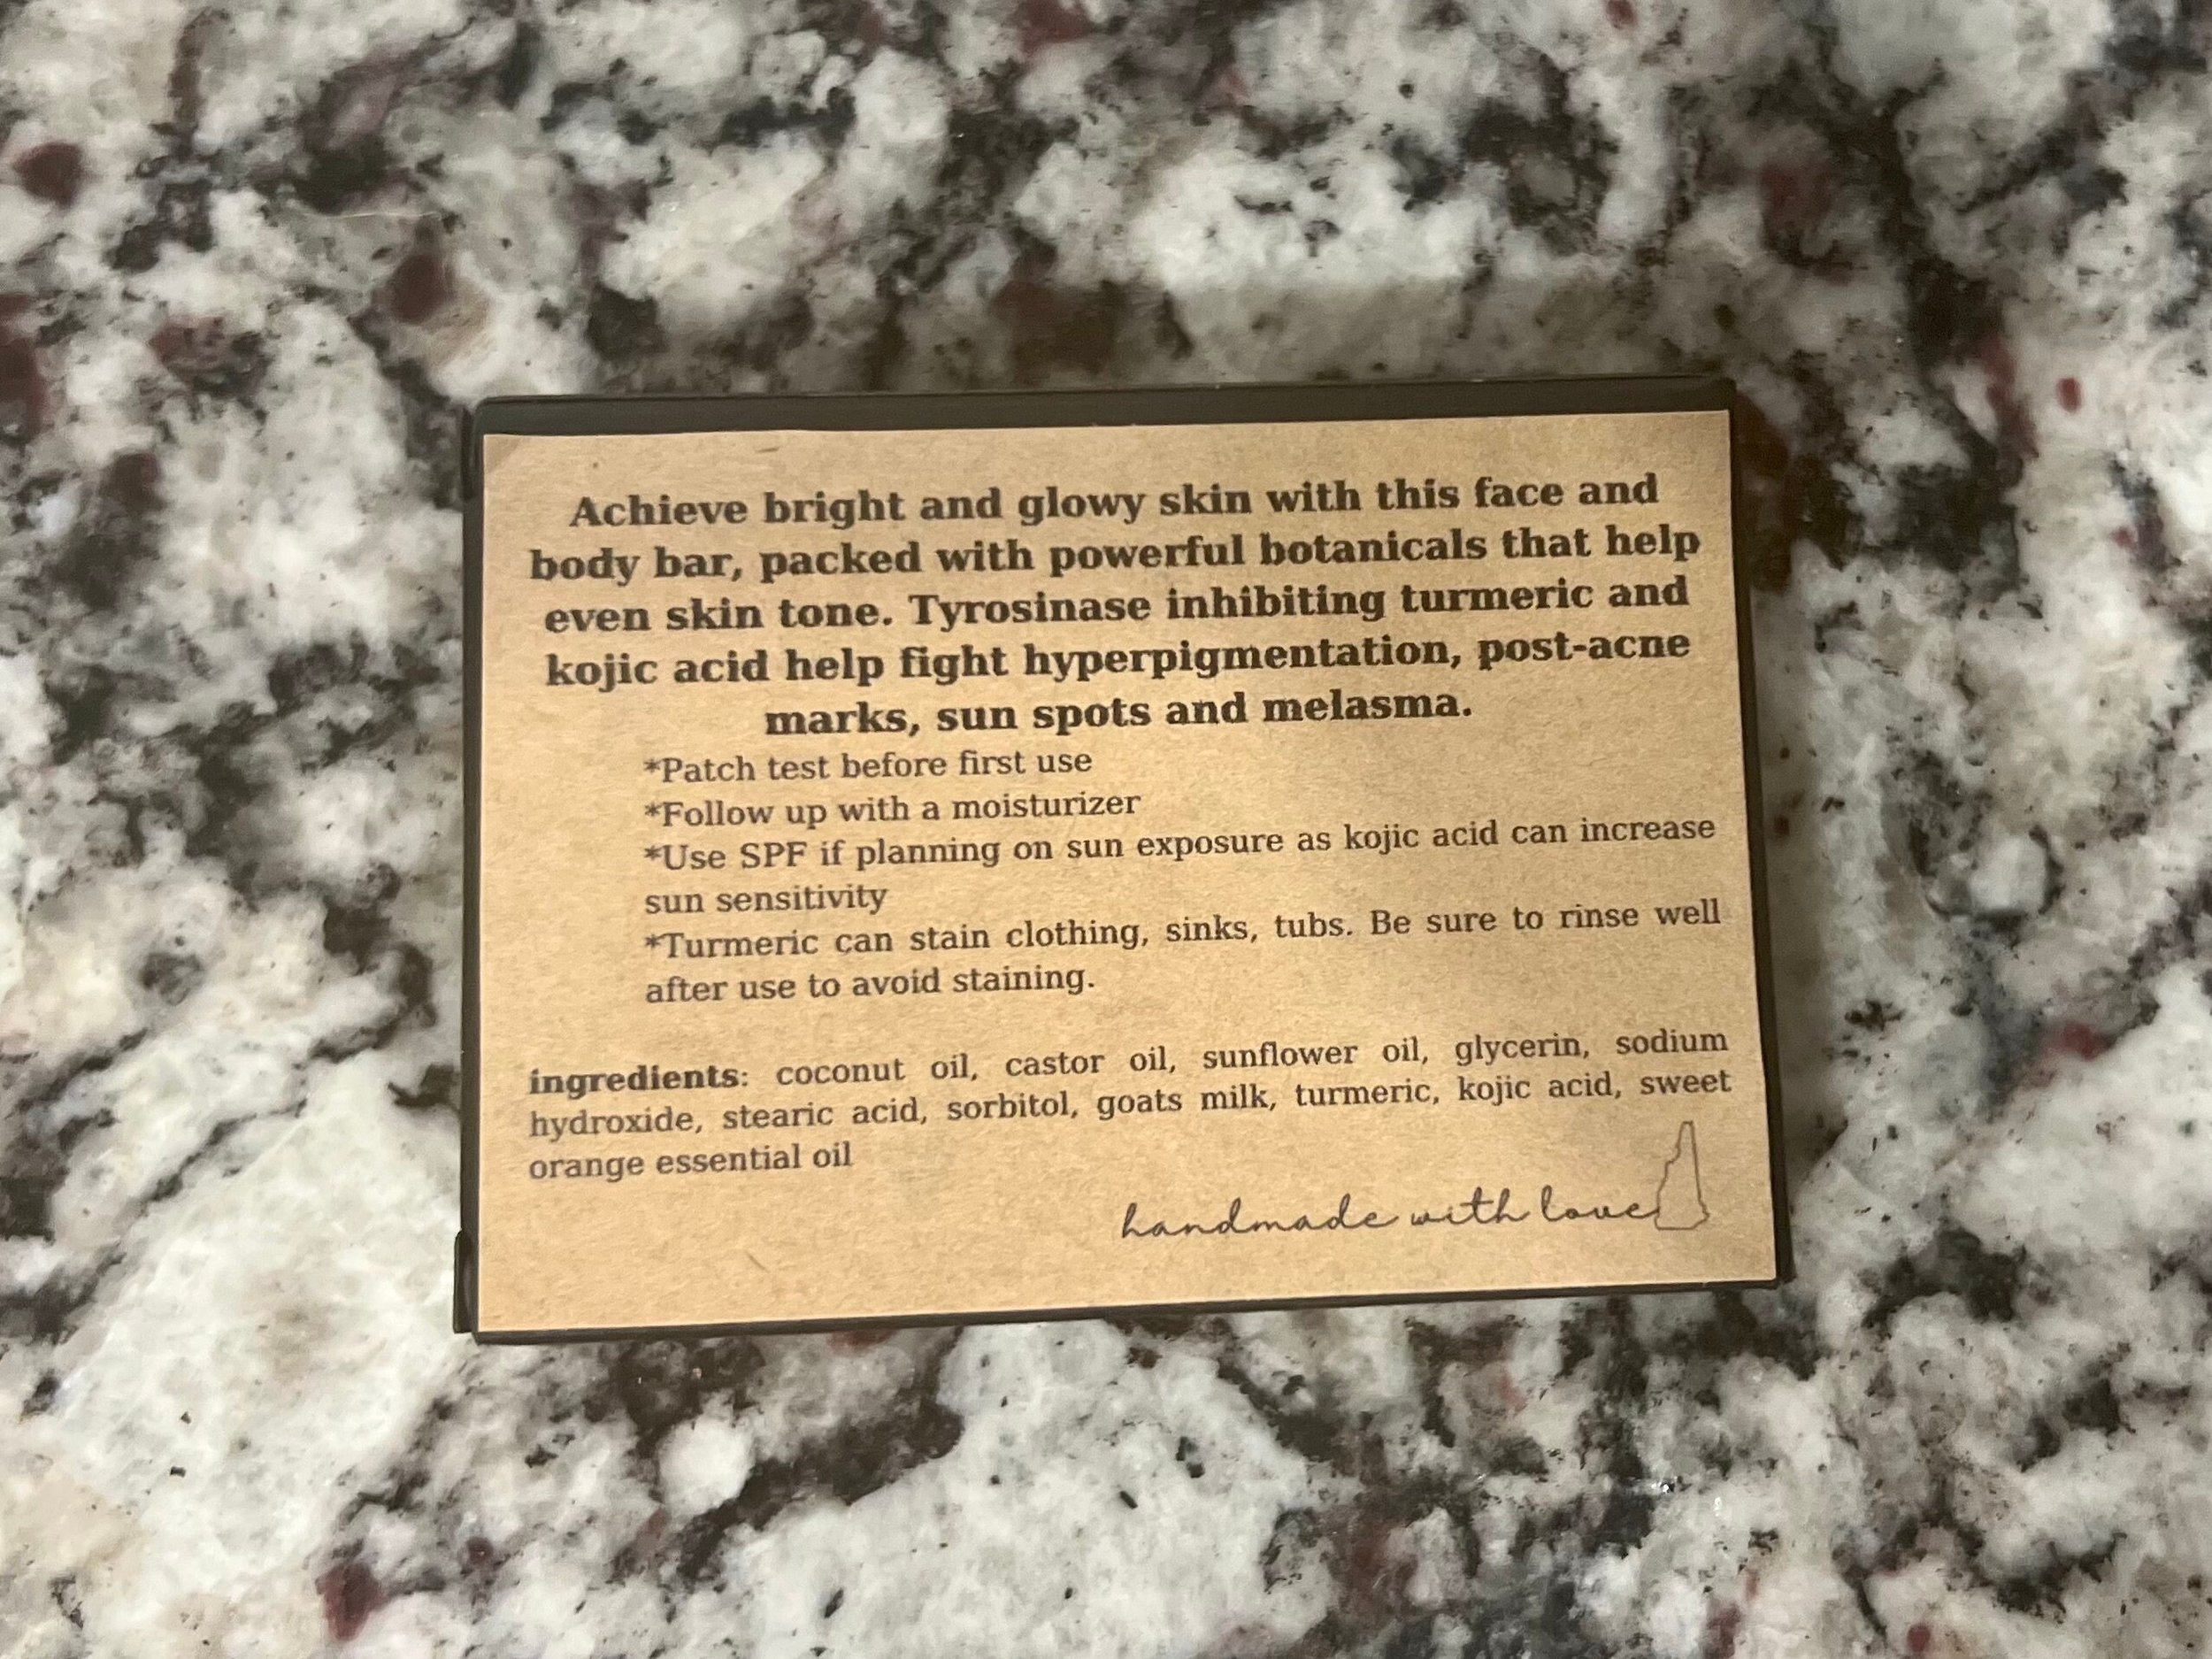 Achieve bright and glowy skin with this face and
body bar, packed with powerful botanicals that help
even skin tone. Tyrosinase inhibiting turmeric and
kojic acid help fight hyperpigmentation, post-acne
marks, sun spots and melasma.
*Patch test before first use
*Follow up with a moisturizer
*Use SPF if planning on sun exposure as kojic acid can increase
sun sensitivity
*Turmeric can stain clothing, sinks, tubs. Be sure to rinse well
after use to avoid staining.
ingredients: coconut oil, castor oil, sunflower oil, glycerin, sodium
hydroxide, stearic acid, sorbitol, goats milk, turmeric, kojic acid, sweet
orange essential oil
handmade with love